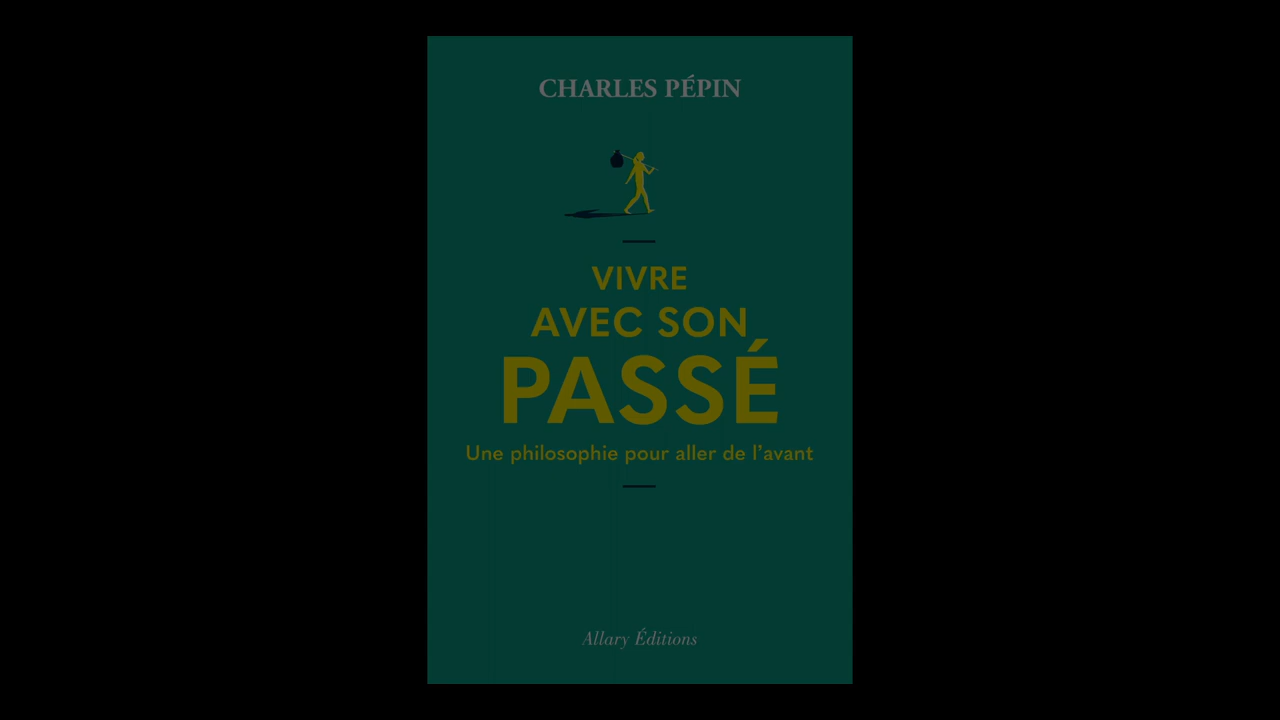 CHARLES PÉPIN
VIVRE
AVEC SON
PASSÉ
Une philosophie pour aller de l'avant
Allary Éditions